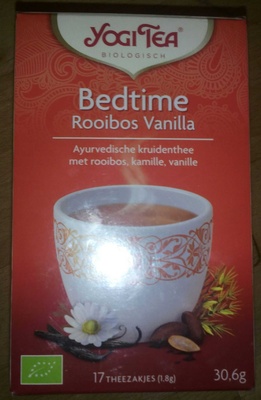 YOGI TEA
BIOLOGISCH
Bedtime
Rooibos Vanilla
Ayurvedische kruidenthee
met rooibos, kamille, vanille
17 THEEZAKJES (1.8g)
30,6g